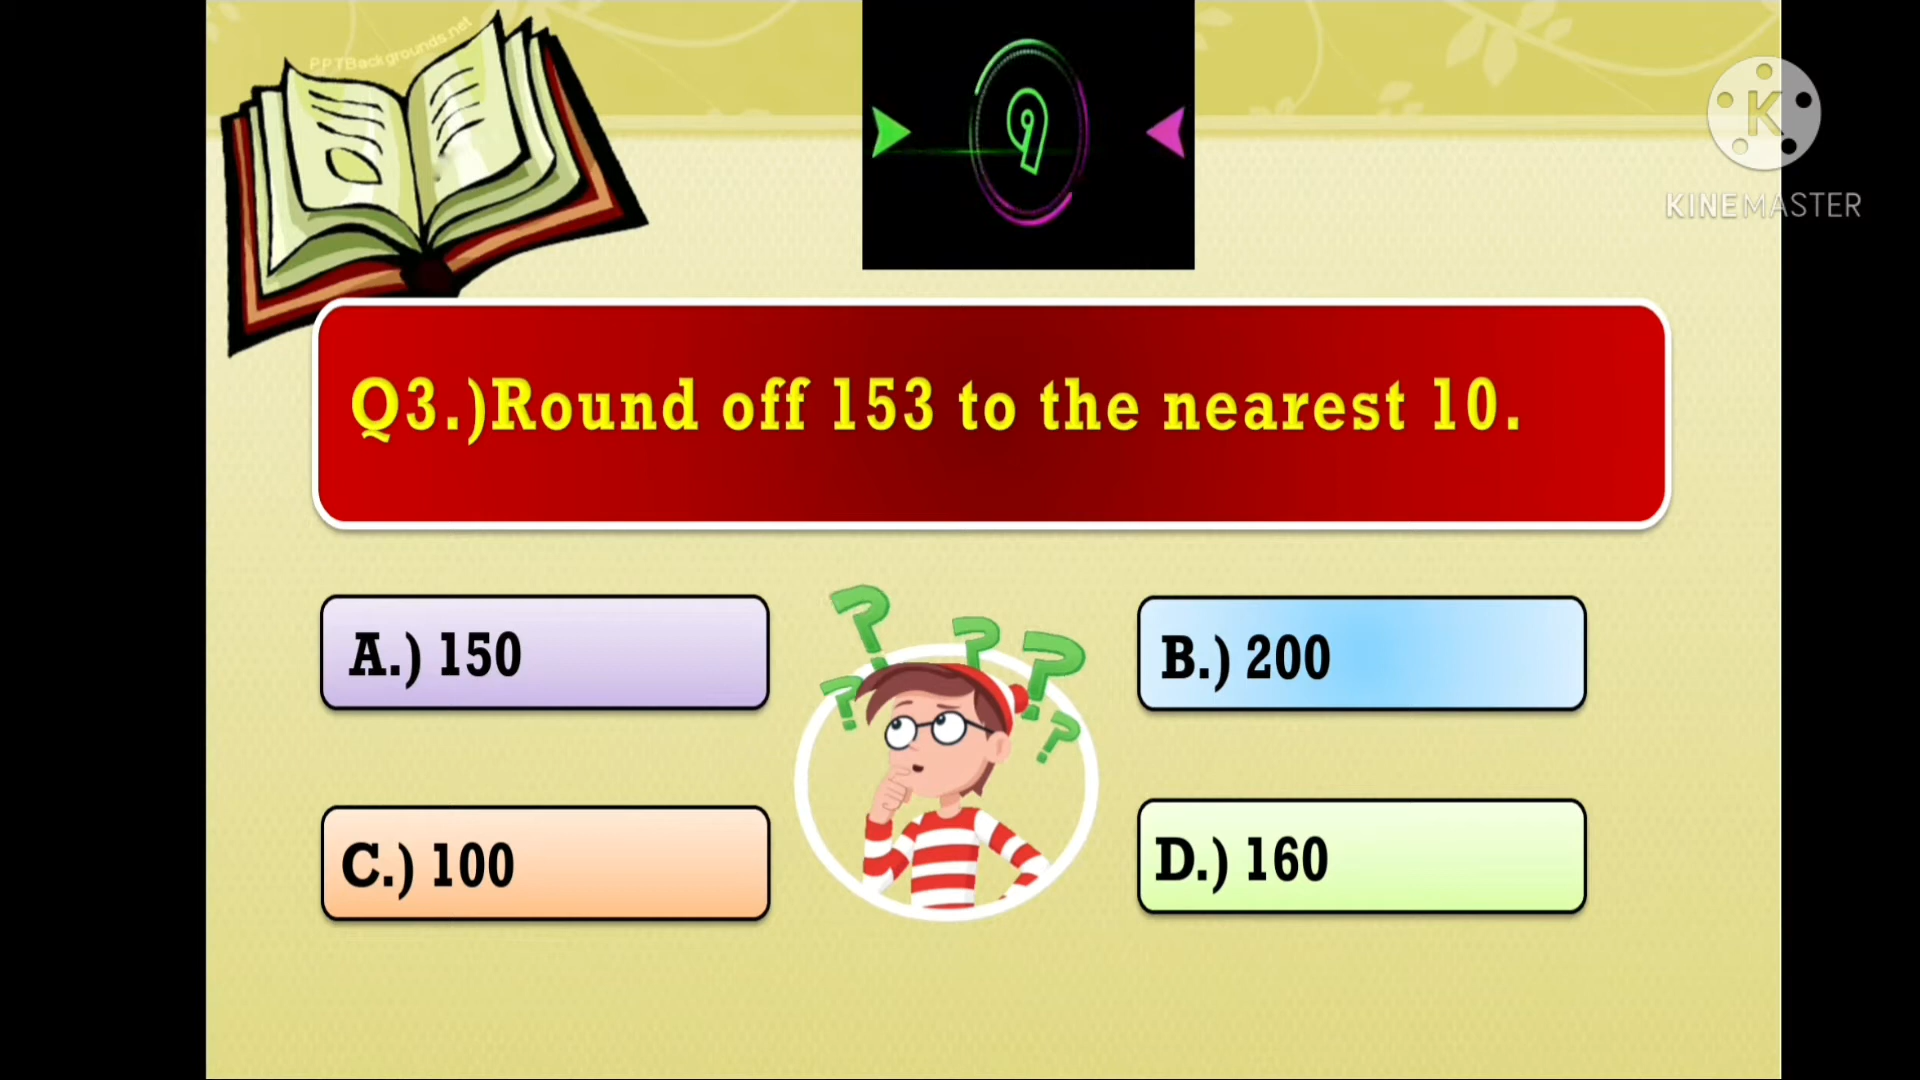 PPTBackgrounds.net
9
K
KINEMASTER
Q3.)Round off 153 to the nearest 10.
A.) 150
B.) 200
C.) 100
D.) 160